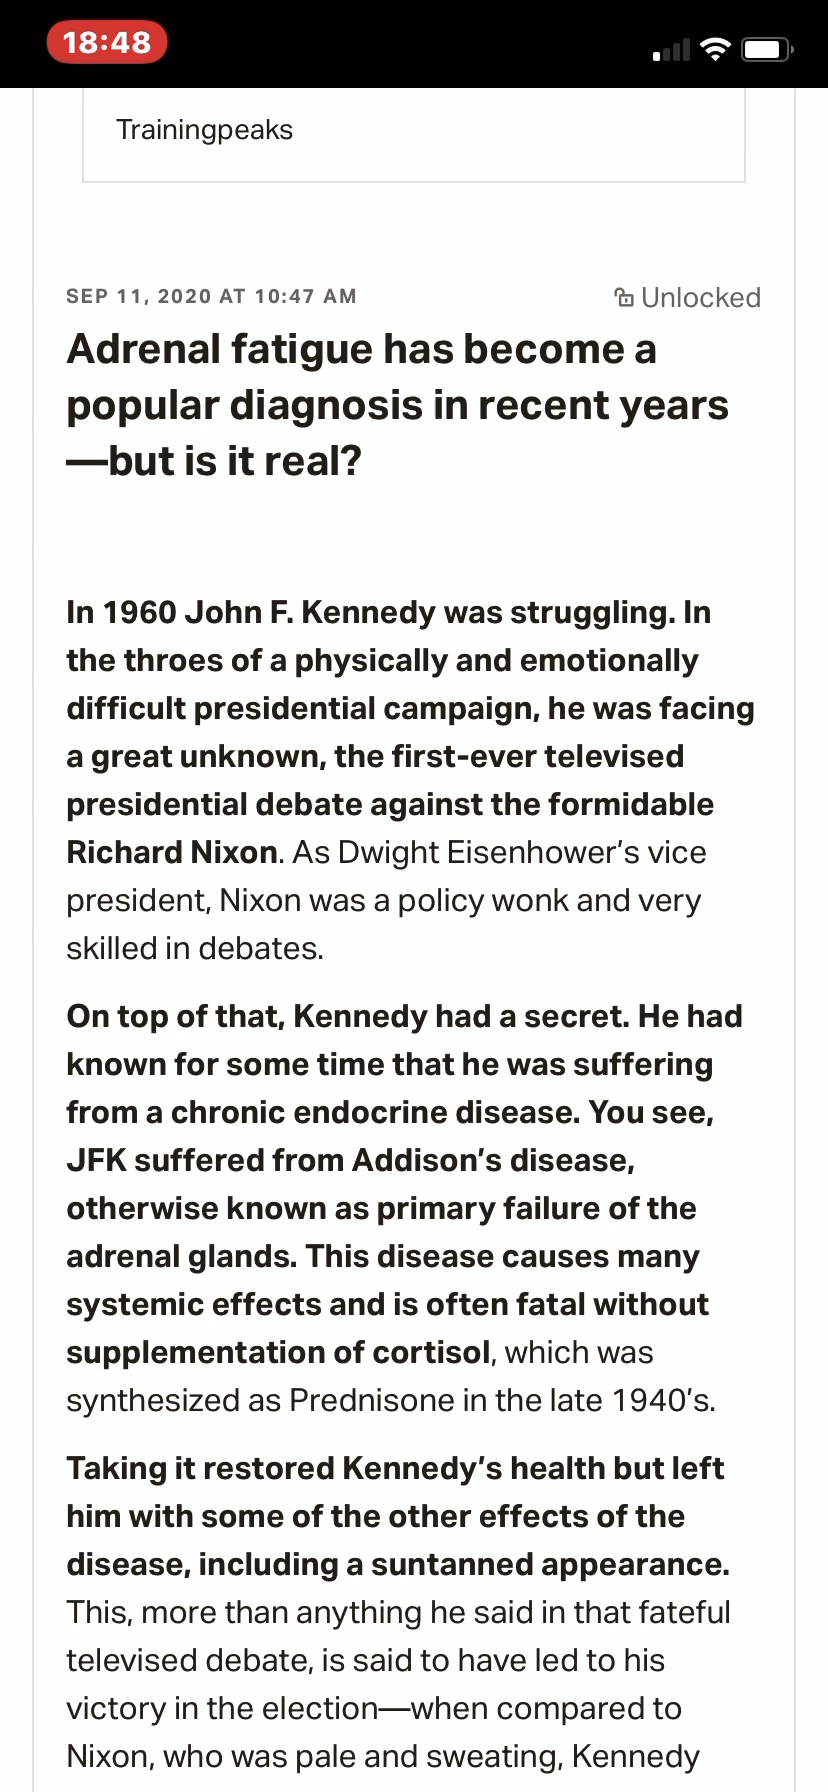 18:48
Trainingpeaks
SEP 11, 2020 AT 10:47 AM
Unlocked
Adrenal fatigue has become a
popular diagnosis in recent years
—but is it real?
In 1960 John F. Kennedy was struggling. In
the throes of a physically and emotionally
difficult presidential campaign, he was facing
a great unknown, the first-ever televised
presidential debate against the formidable
Richard Nixon. As Dwight Eisenhower’s vice
president, Nixon was a policy wonk and very
skilled in debates.
On top of that, Kennedy had a secret. He had
known for some time that he was suffering
from a chronic endocrine disease. You see,
JFK suffered from Addison’s disease,
otherwise known as primary failure of the
adrenal glands. This disease causes many
systemic effects and is often fatal without
supplementation of cortisol, which was
synthesized as Prednisone in the late 1940’s.
Taking it restored Kennedy’s health but left
him with some of the other effects of the
disease, including a suntanned appearance.
This, more than anything he said in that fateful
televised debate, is said to have led to his
victory in the election—when compared to
Nixon, who was pale and sweating, Kennedy